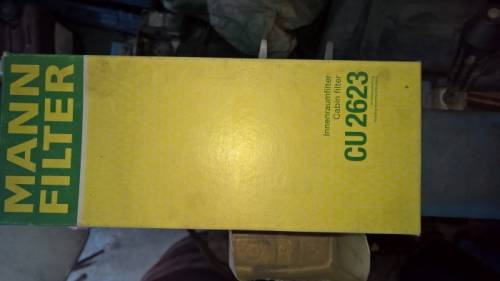 MANN
FILTER
Innenraumfilter
Cabin filter
CU 2623